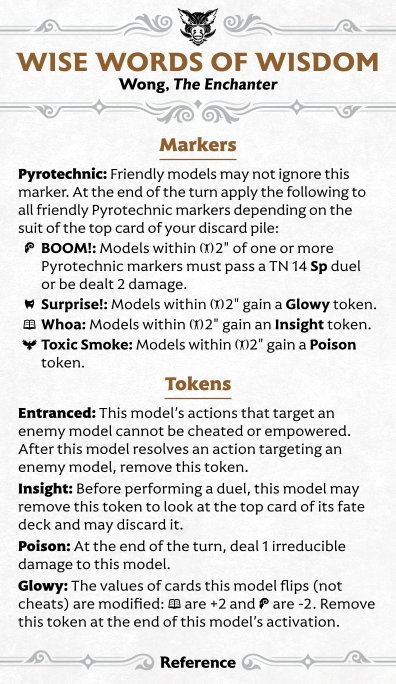 WISE WORDS OF WISDOM
Wong, The Enchanter
Markers
Pyrotechnic: Friendly models may not ignore this
marker. At the end of the turn apply the following to
all friendly Pyrotechnic markers depending on the
suit of the top card of your discard pile:
BOOM!: Models within 2" of one or more
Pyrotechnic markers must pass a TN 14 Sp duel
or be dealt 2 damage.
Surprise!: Models within 2" gain a Glowy token.
Whoa: Models within 2" gain an Insight token.
Toxic Smoke: Models within 2" gain a Poison
token.
Tokens
Entranced: This model's actions that target an
enemy model cannot be cheated or empowered.
After this model resolves an action targeting an
enemy model, remove this token.
Insight: Before performing a duel, this model may
remove this token to look at the top card of its fate
deck and may discard it.
Poison: At the end of the turn, deal 1 irreducible
damage to this model.
Glowy: The values of cards this model flips (not
cheats) are modified: are +2 and are -2. Remove
this token at the end of this model's activation.
Reference